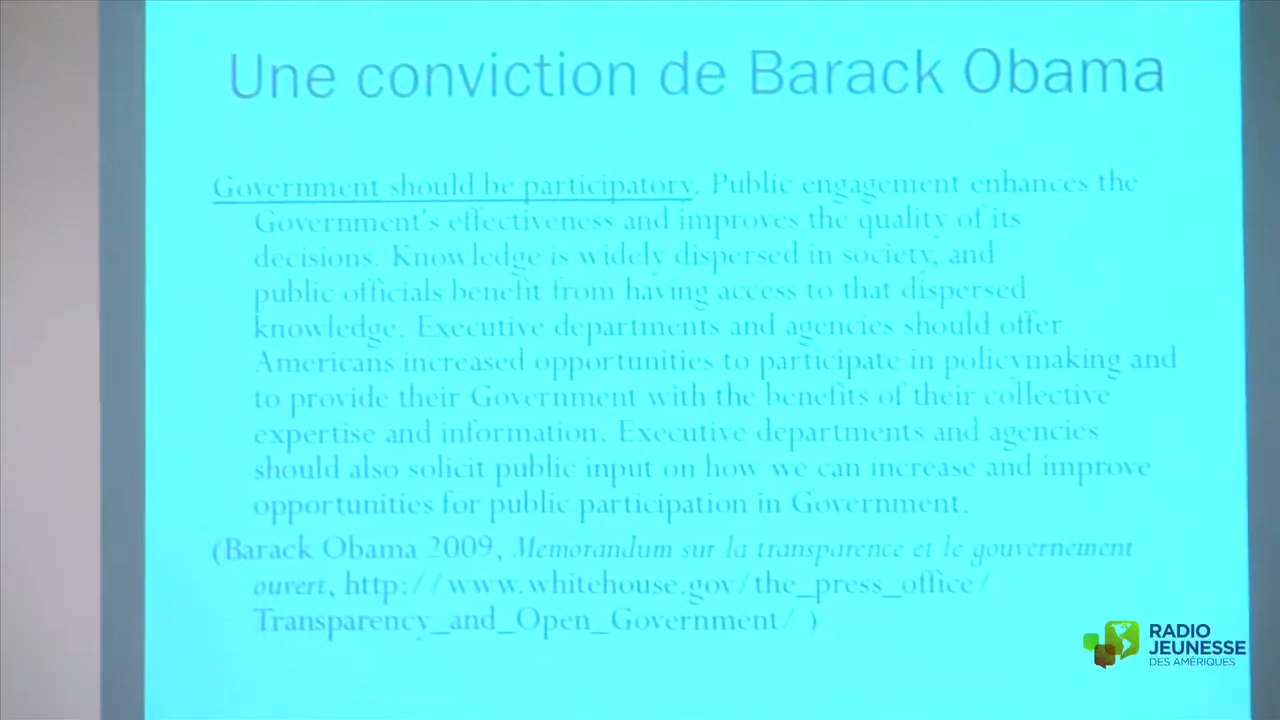 Une conviction de Barack Obama
Government should be participatory. Public engagement enhances the
Government's effectiveness and improves the quality of its
decisions. Knowledge is widely dispersed in society, and
public officials benefit from having access to that dispersed
knowledge. Executive departments and agencies should offer
Americans increased opportunities to participate in policymaking and
to provide their Government with the benefits of their collective
expertise and information. Executive departments and agencies
should also solicit public input on how we can increase and improve
opportunities for public participation in Government.
(Barack Obama 2009, Memorandum sur la transparence et le gouvernement
ouvert, http://www.whitehouse.gov/the_press_office/
Transparency_and_Open_Government/ )
RADIO
JEUNESSE
DES AMÉRIQUES